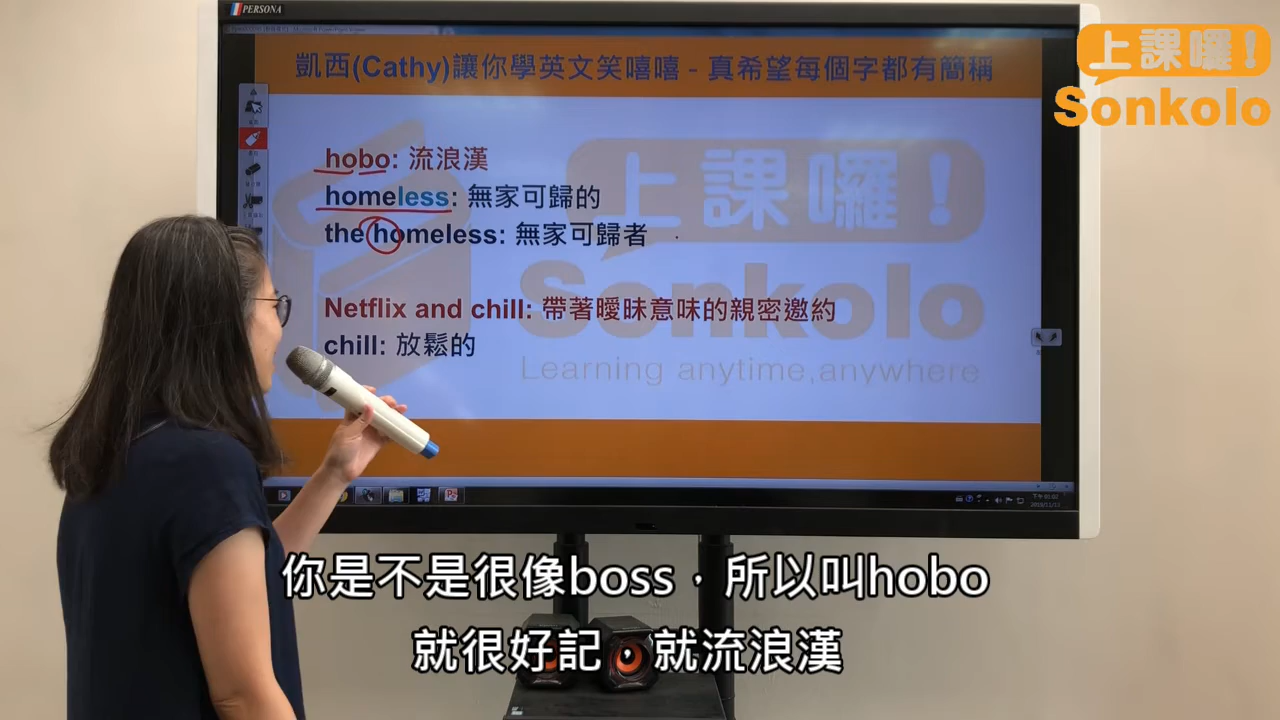 PERSONA
上課囉!
Sonkolo
凱西(Cathy)讓你學英文笑嘻嘻 - 真希望每個字都有簡稱
hobo: 流浪漢
homeless: 無家可歸的
the homeless: 無家可歸者
Netflix and chill: 帶著曖昧意味的親密邀約
chill: 放鬆的
上課囉!
Sonkolo
Learning anytime,anywhere
你是不是很像boss，所以叫hobo
就很好記，就流浪漢